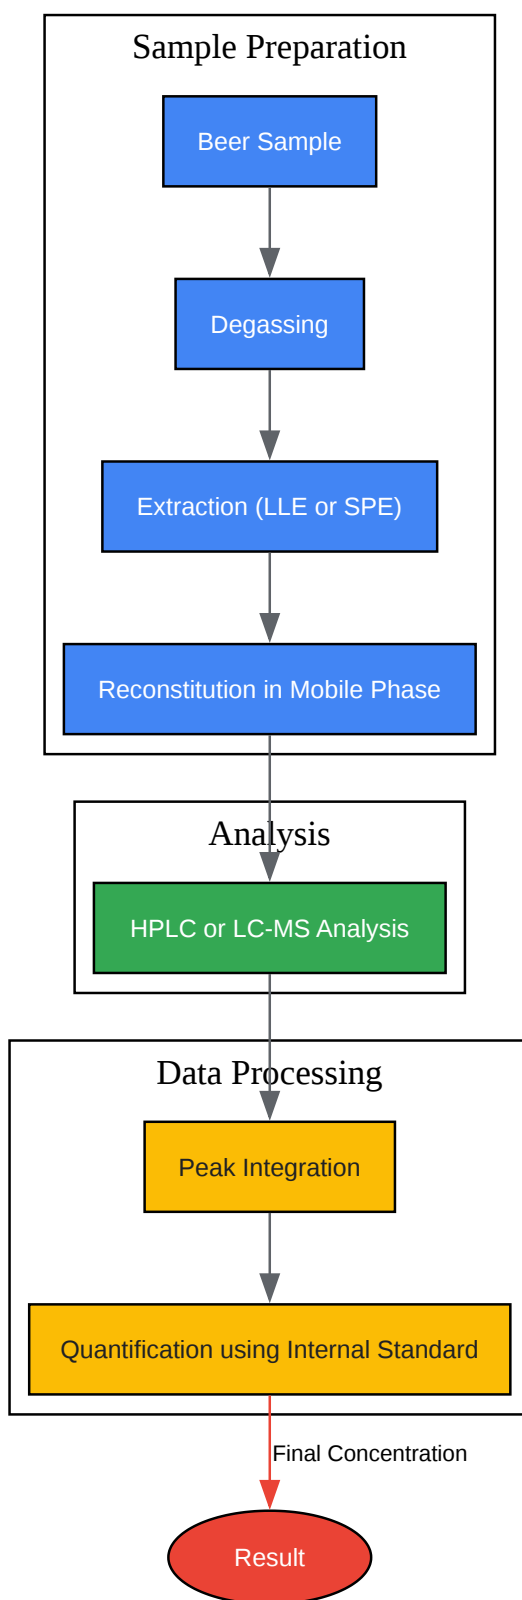 Sample Preparation
Beer Sample
Degassing
Extraction (LLE or SPE)
Reconstitution in Mobile Phase
Analysis
HPLC or LC-MS Analysis
Data Processing
Peak Integration
Quantification using Internal Standard
Final Concentration
Result